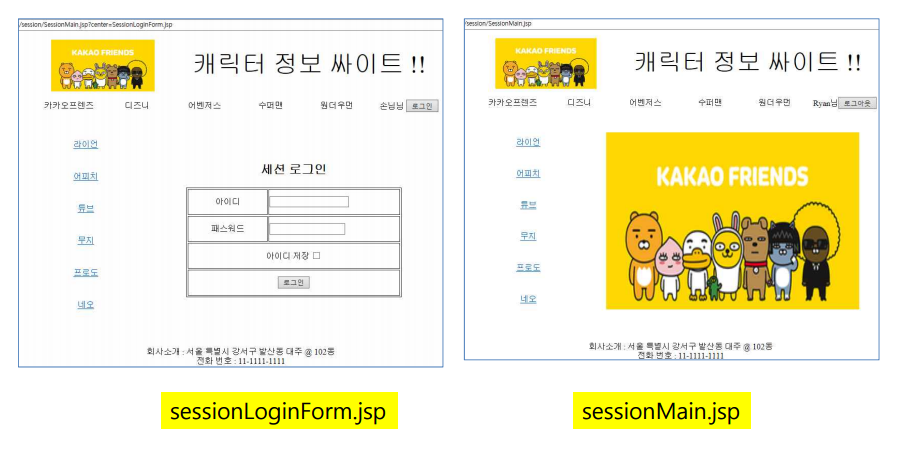 /session/SessionMain.jsp?center=SessionLoginForm.jsp
KAKAO FRIENDS
캐릭터 정보 싸이트 !!
카카오프렌즈 디즈니 어벤저스 수퍼맨 원더우먼 손님님 로그인
라이언
어피치
튜브
무지
프로도
네오
세션 로그인
아이디
패스워드
아이디 저장
로그인
회사소개 : 서울 특별시 강서구 발산동 대주 @ 102동
전화 번호 : 11-1111-1111
sessionLoginForm.jsp
/session/SessionMain.jsp
KAKAO FRIENDS
캐릭터 정보 싸이트 !!
카카오프렌즈 디즈니 어벤저스 수퍼맨 원더우먼 Ryan님 로그아웃
라이언
어피치
튜브
무지
프로도
네오
KAKAO FRIENDS
회사소개 : 서울 특별시 강서구 발산동 대주 @ 102동
전화 번호 : 11-1111-1111
sessionMain.jsp